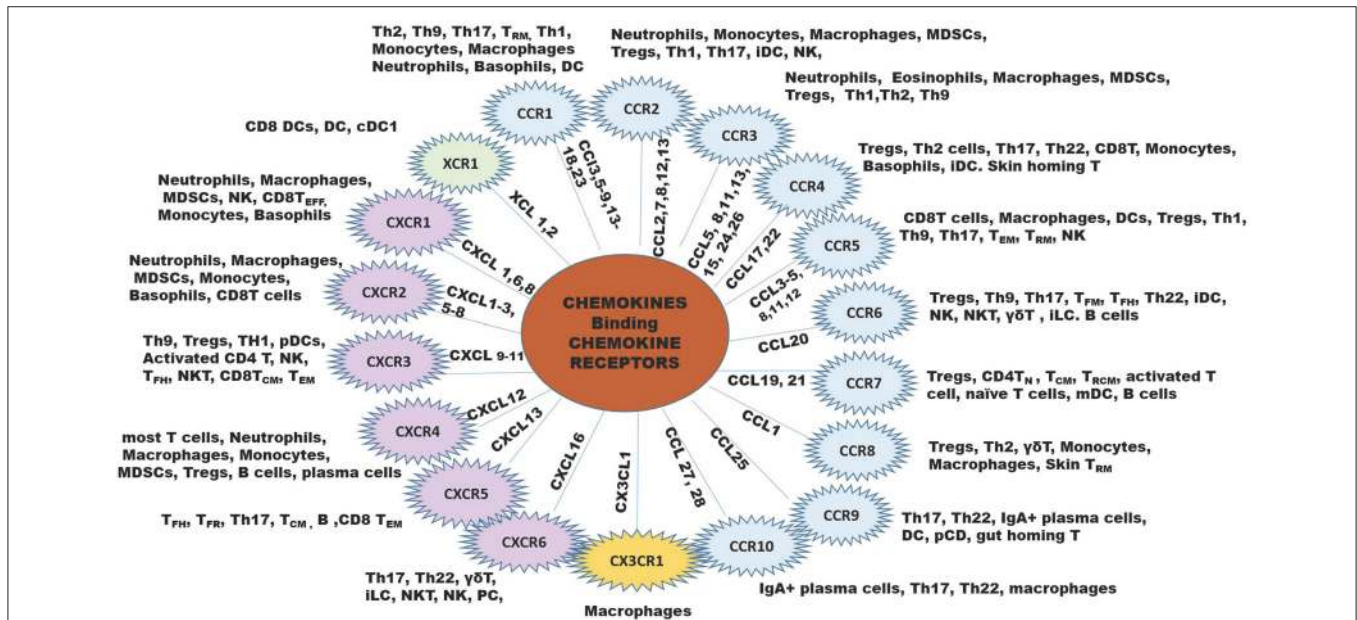 Th2, Th9, Th17, TRM, Th1,
Monocytes, Macrophages
Neutrophils, Basophils, DC
Neutrophils, Monocytes, Macrophages, MDSCs,
Tregs, Th1, Th17, iDC, NK,
Neutrophils, Eosinophils, Macrophages, MDSCs,
Tregs, Th1,Th2, Th9
CCR1
CCR2
CCR3
CD8 DCs, DC, cDC1
XCR1
Tregs, Th2 cells, Th17, Th22, CD8T, Monocytes,
Basophils, iDC. Skin homing T
CCR4
Neutrophils, Macrophages,
MDSCs, NK, CD8TEFF,
Monocytes, Basophils
CXCR1
CD8T cells, Macrophages, DCs, Tregs, Th1,
Th9, Th17, TEM, TRM, NK
CCR5
XCL 1,2
CCl3,5-9,13-
18,23
CCL2,7,8,12,13
CCL5, 8,11,13,
15, 24,26
CCL17,22
CCL3-5,
8,11,12
CXCL 1,6,8
Neutrophils, Macrophages,
MDSCs, Monocytes,
Basophils, CD8T cells
CXCR2
CXCL1-3,
5-8
CHEMOKINES
Binding
CHEMOKINE
RECEPTORS
CCL20
CCR6
Tregs, Th9, Th17, TFM, TFH, Th22, iDC,
NK, NKT, γδT , iLC. B cells
Th9, Tregs, TH1, pDCs,
Activated CD4 T, NK,
TFH, NKT, CD8TCM, TEM
CXCR3
CXCL 9-11
CCL19, 21
CCR7
Tregs, CD4TN , TCM, TRCM, activated T
cell, naïve T cells, mDC, B cells
most T cells, Neutrophils,
Macrophages, Monocytes,
MDSCs, Tregs, B cells, plasma cells
CXCR4
CXCL12
CCL1
CCR8
Tregs, Th2, γδT, Monocytes,
Macrophages, Skin TRM
TFH, TFR, Th17, TCM , B ,CD8 TEM
CXCR5
CXCL13
CCL25
CCR9
Th17, Th22, IgA+ plasma cells,
DC, pCD, gut homing T
CXCL16
CXCR6
Th17, Th22, γδT,
iLC, NKT, NK, PC,
CX3CL1
CX3CR1
Macrophages
CCL 27, 28
CCR10
IgA+ plasma cells, Th17, Th22, macrophages